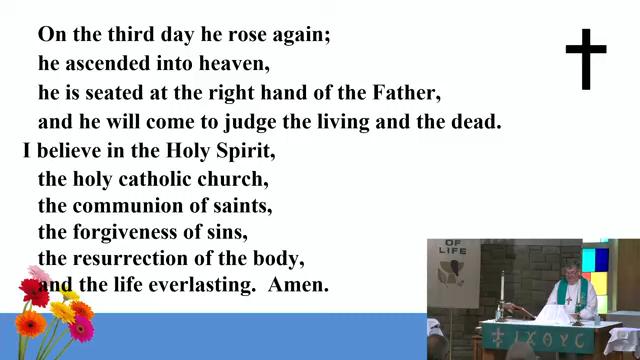 On the third day he rose again;
he ascended into heaven,
he is seated at the right hand of the Father,
and he will come to judge the living and the dead.
I believe in the Holy Spirit,
the holy catholic church,
the communion of saints,
the forgiveness of sins,
the resurrection of the body,
and the life everlasting.  Amen.
OF
LIFE
ΙΧΘΥϹ